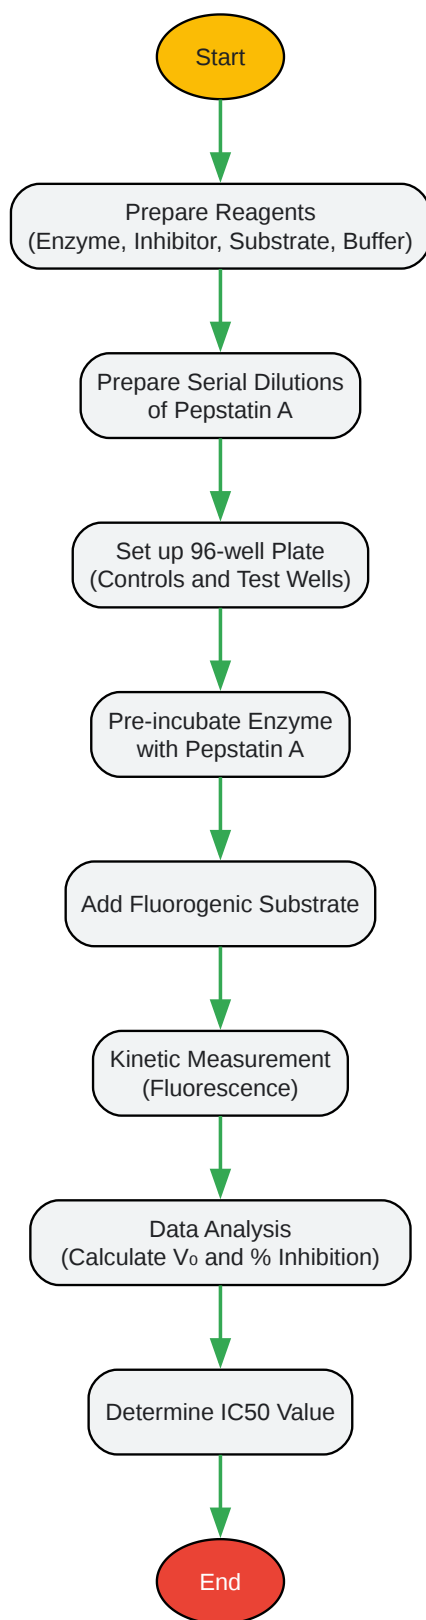 Start
Prepare Reagents
(Enzyme, Inhibitor, Substrate, Buffer)
Prepare Serial Dilutions
of Pepstatin A
Set up 96-well Plate
(Controls and Test Wells)
Pre-incubate Enzyme
with Pepstatin A
Add Fluorogenic Substrate
Kinetic Measurement
(Fluorescence)
Data Analysis
(Calculate V₀ and % Inhibition)
Determine IC50 Value
End